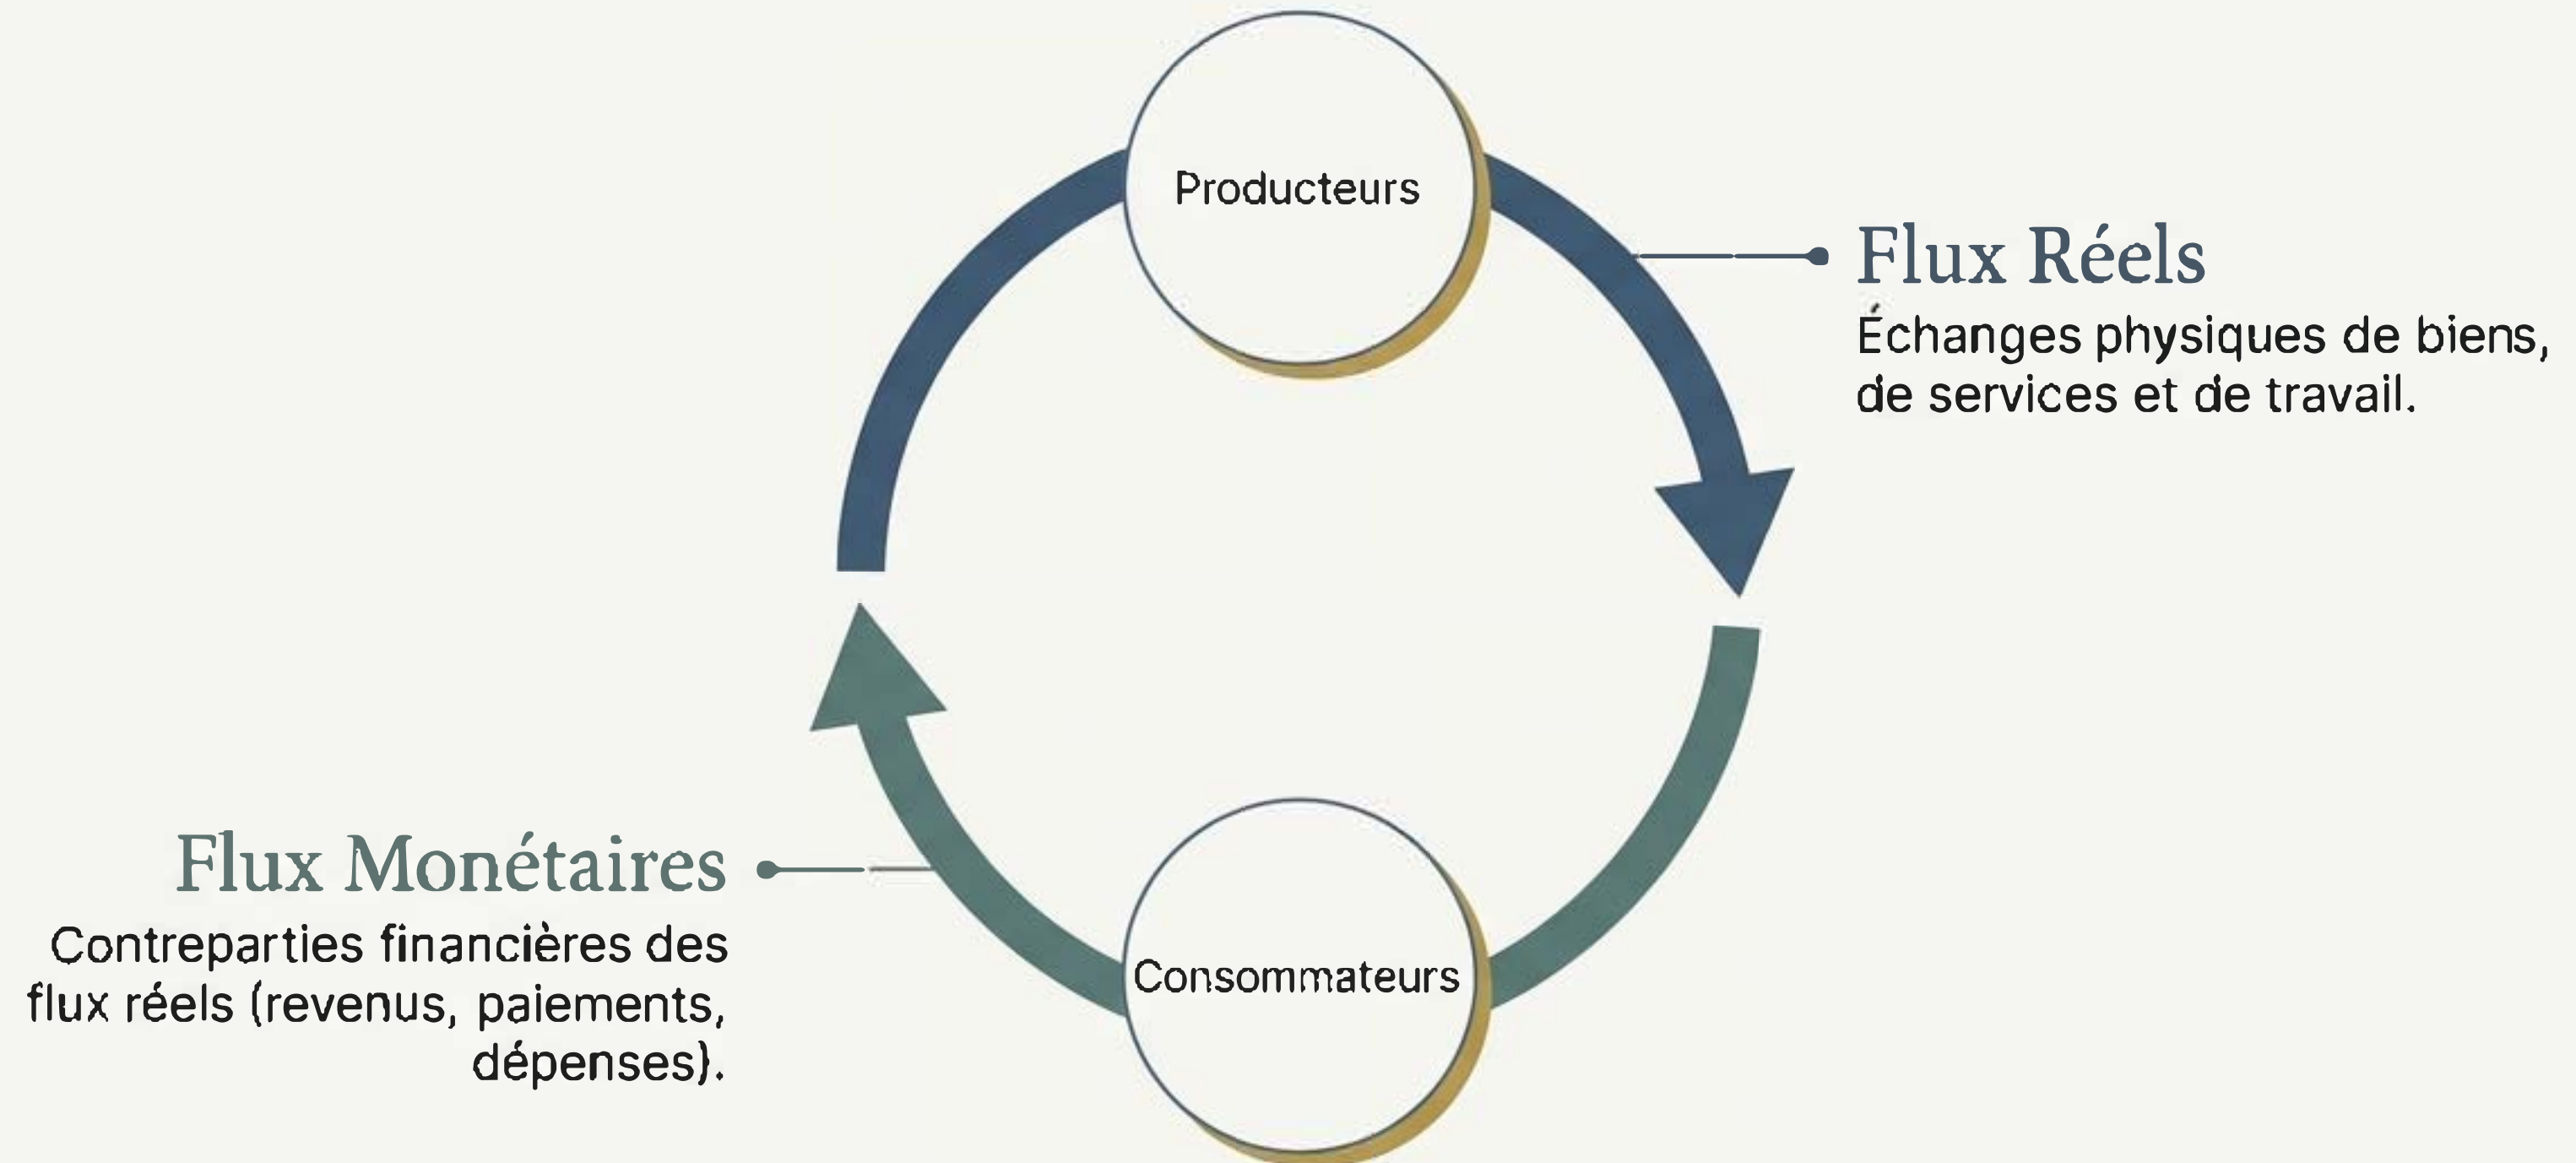 Producteurs
Flux Réels
Échanges physiques de biens,
de services et de travail.
Flux Monétaires
Contreparties financières des
flux réels (revenus, paiements,
dépenses}.
Consommateurs